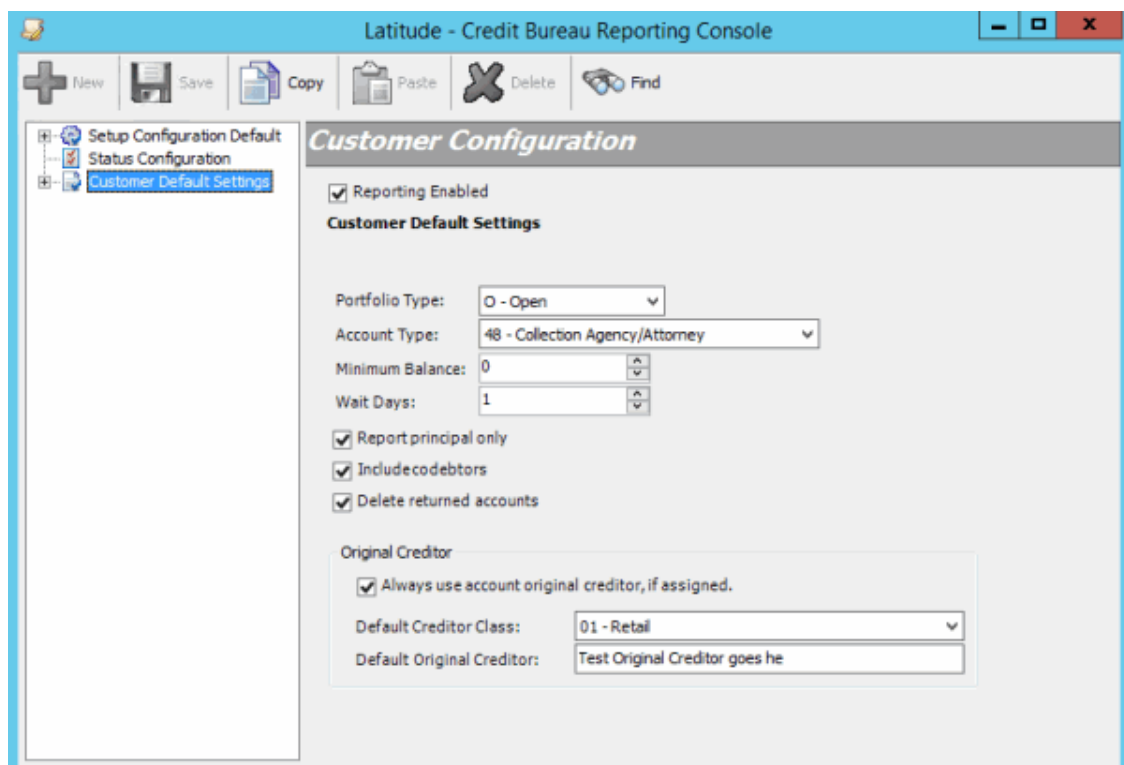 Latitude - Credit Bureau Reporting Console
New Save Copy Paste Delete Find
Setup Configuration Default
Status Configuration
Customer Default Settings
Customer Configuration
Reporting Enabled
Customer Default Settings
Portfolio Type: O - Open
Account Type: 48 - Collection Agency/Attorney
Minimum Balance: 0
Wait Days: 1
Report principal only
Include codebtors
Delete returned accounts
Original Creditor
Always use account original creditor, if assigned.
Default Creditor Class: 01 - Retail
Default Original Creditor: Test Original Creditor goes he